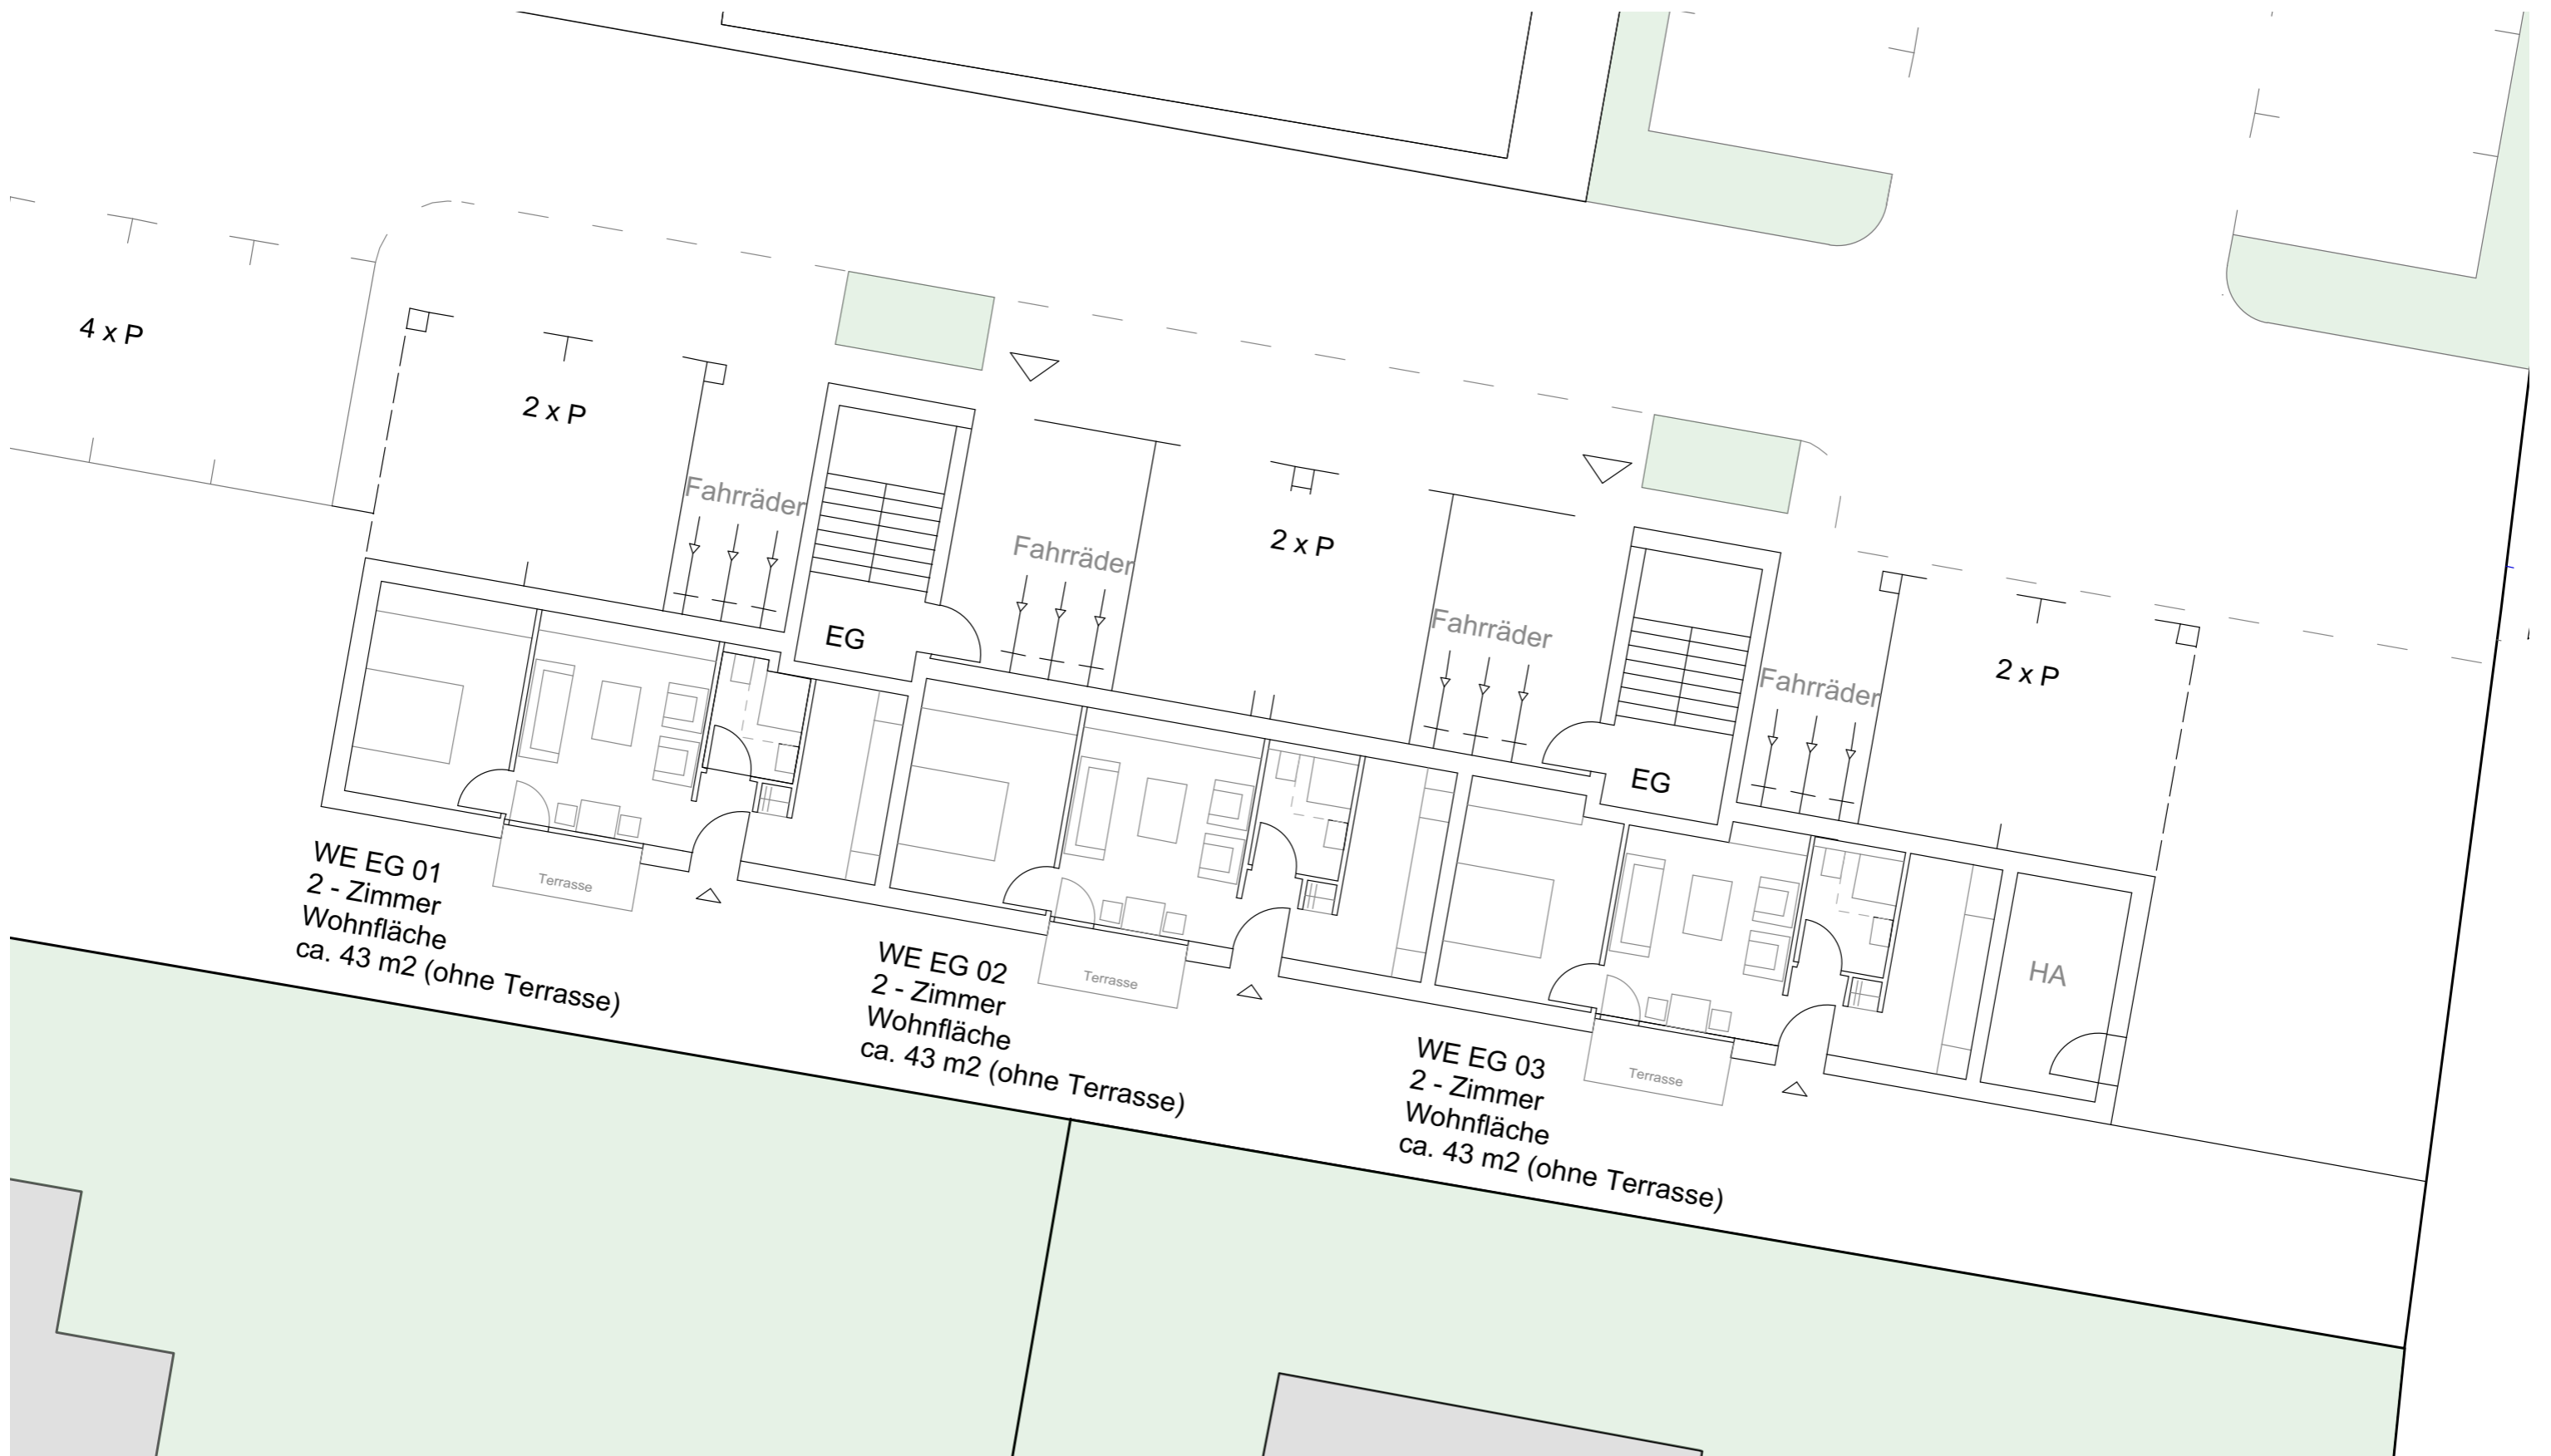 4 x P
2 x P
Fahrräder
Fahrräder
2 x P
Fahrräder
Fahrräder
2 x P
EG
EG
HA
Terrasse
WE EG 01
2 - Zimmer
Wohnfläche
ca. 43 m2 (ohne Terrasse)
Terrasse
WE EG 02
2 - Zimmer
Wohnfläche
ca. 43 m2 (ohne Terrasse)
Terrasse
WE EG 03
2 - Zimmer
Wohnfläche
ca. 43 m2 (ohne Terrasse)